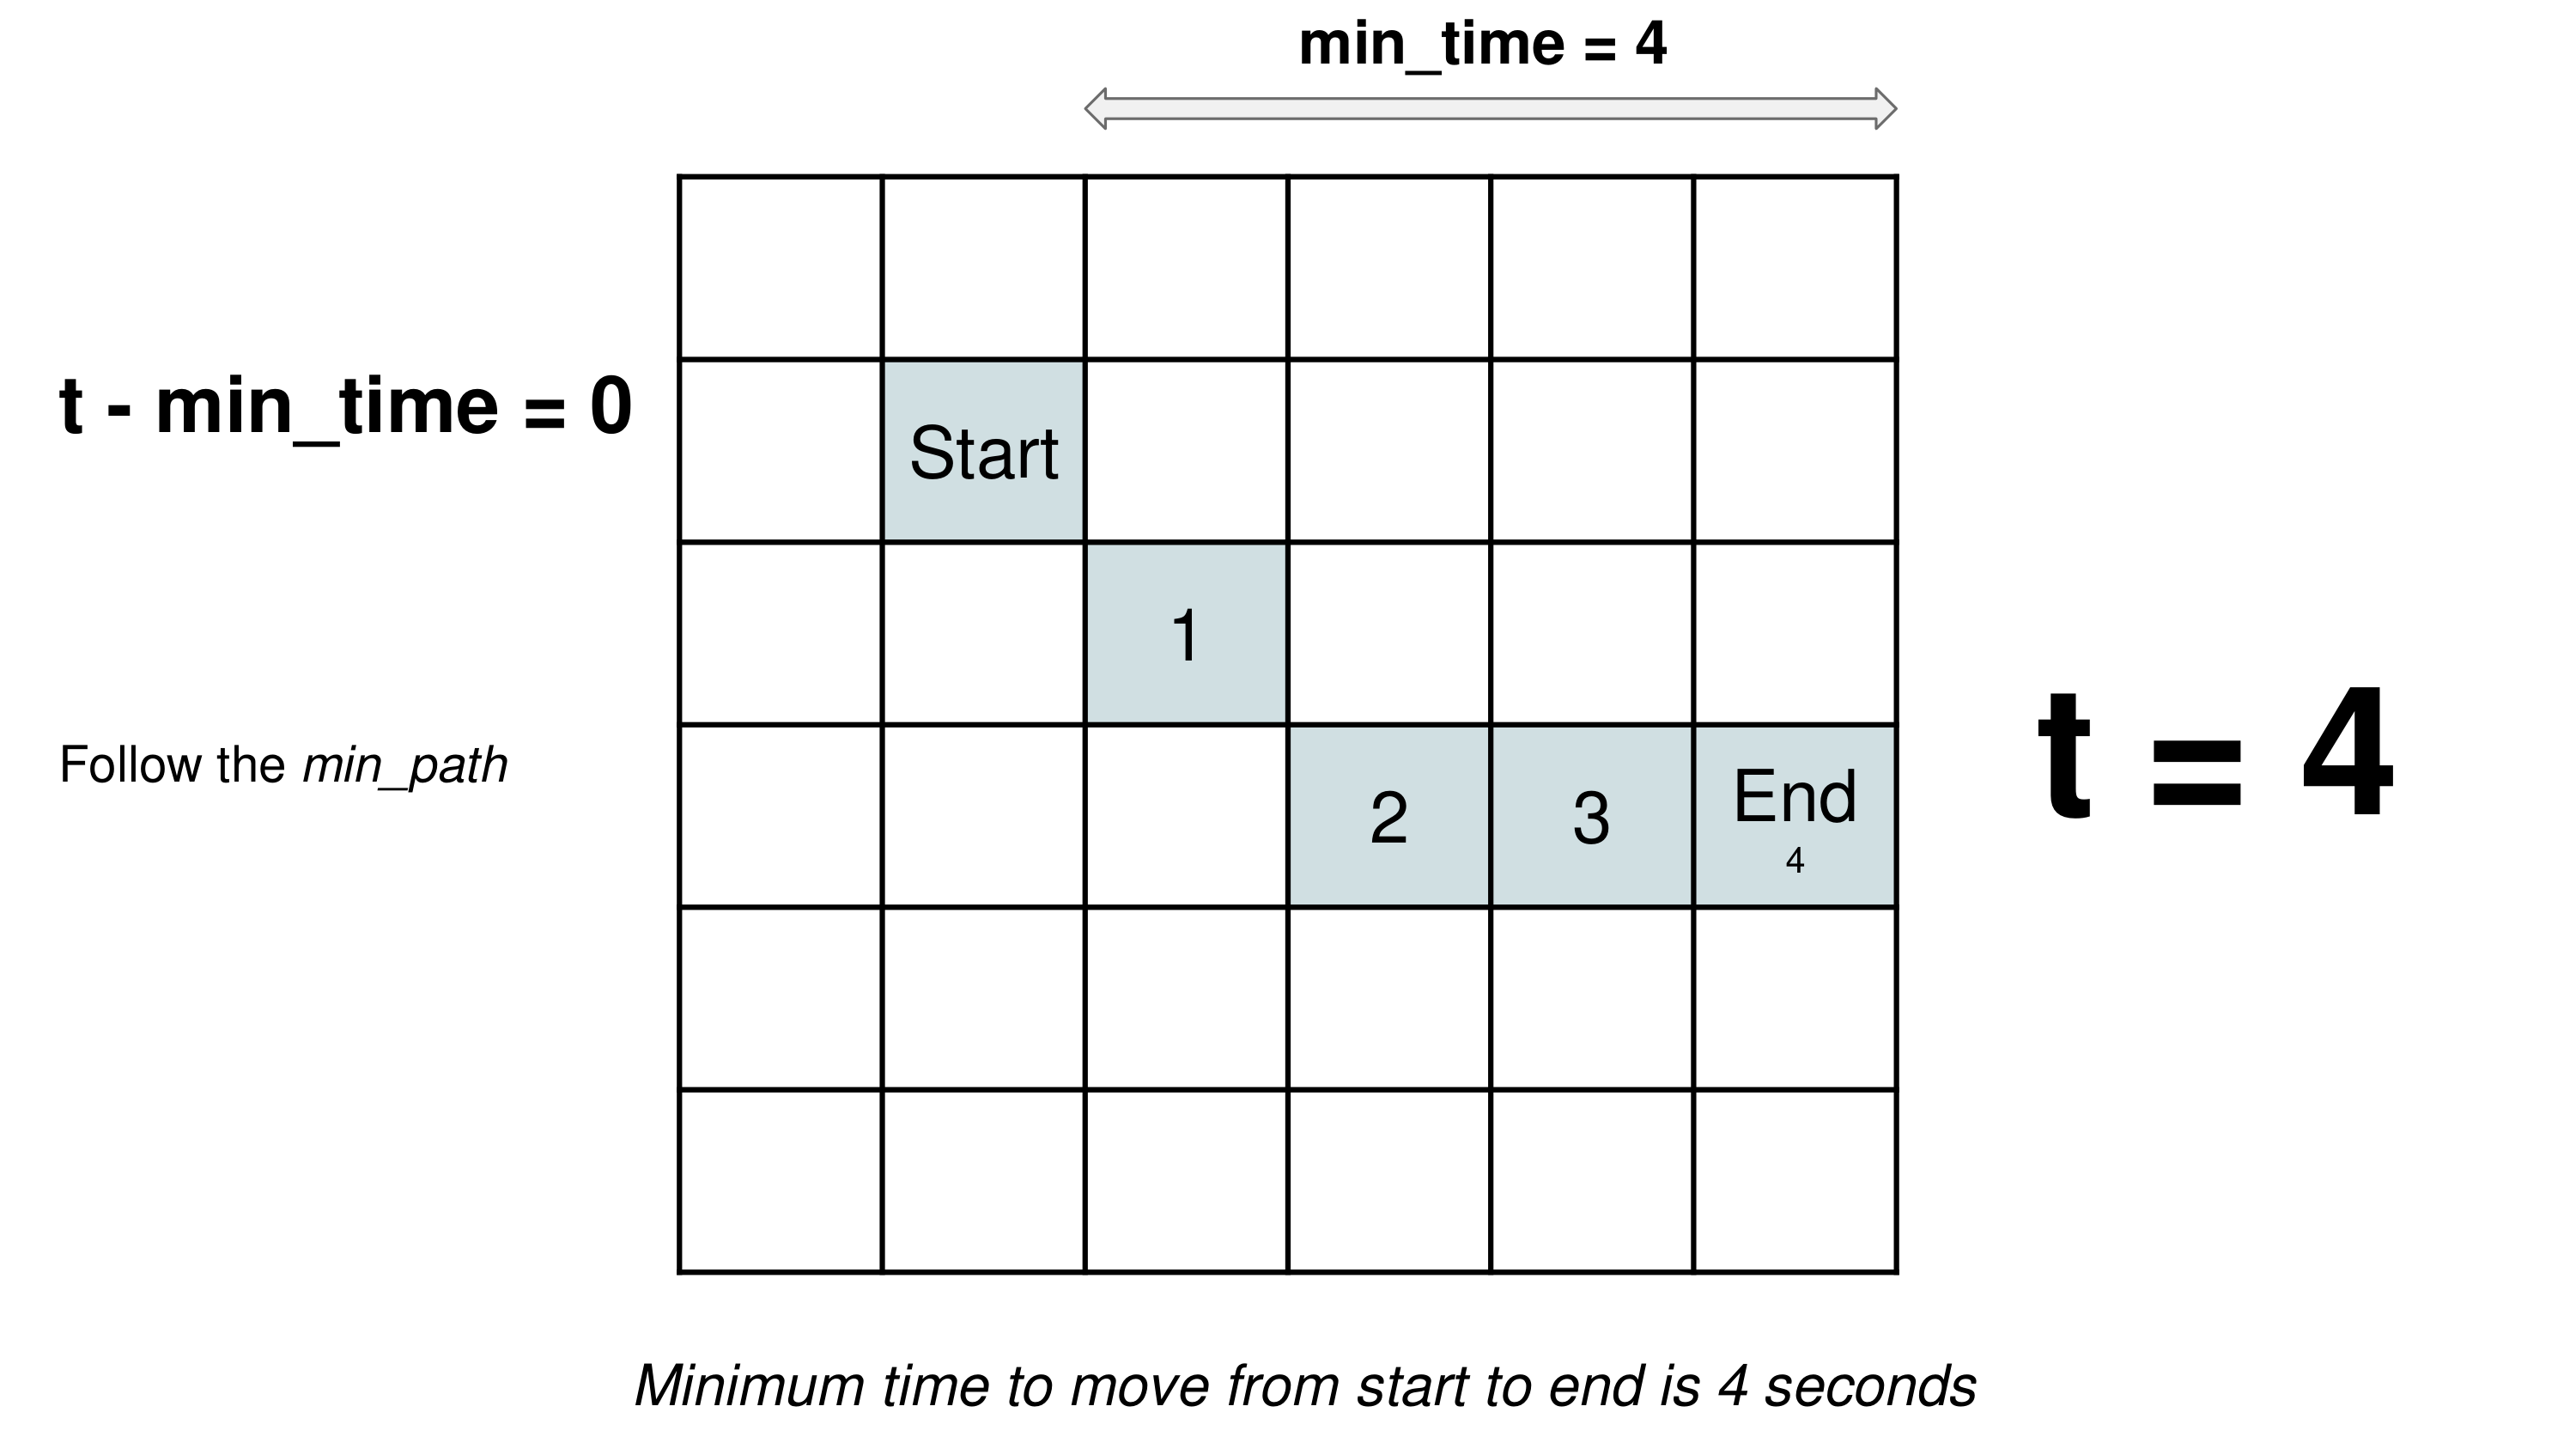 min_time = 4
t - min_time = 0
Start
1
Follow the min_path
2
3
End
4
t = 4
Minimum time to move from start to end is 4 seconds